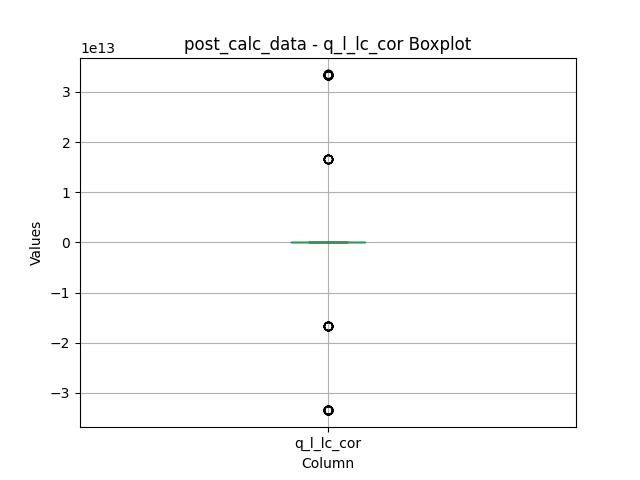 post_calc_data - q_l_lc_cor Boxplot
1e13
3
2
1
0
−1
−2
−3
Values
q_l_lc_cor
Column